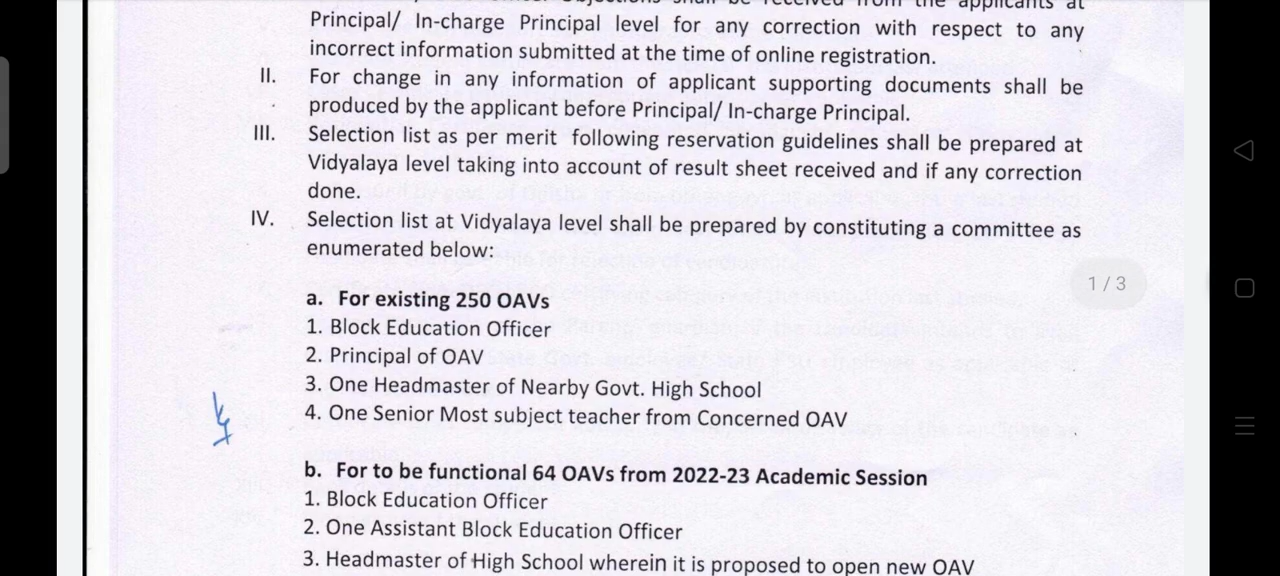 Principal/ In-charge Principal level for any correction with respect to any
incorrect information submitted at the time of online registration.
II. For change in any information of applicant supporting documents shall be
produced by the applicant before Principal/ In-charge Principal.
III. Selection list as per merit following reservation guidelines shall be prepared at
Vidyalaya level taking into account of result sheet received and if any correction
done.
IV. Selection list at Vidyalaya level shall be prepared by constituting a committee as
enumerated below:
1 / 3
a. For existing 250 OAVs
1. Block Education Officer
2. Principal of OAV
3. One Headmaster of Nearby Govt. High School
4. One Senior Most subject teacher from Concerned OAV
b. For to be functional 64 OAVs from 2022-23 Academic Session
1. Block Education Officer
2. One Assistant Block Education Officer
3. Headmaster of High School wherein it is proposed to open new OAV